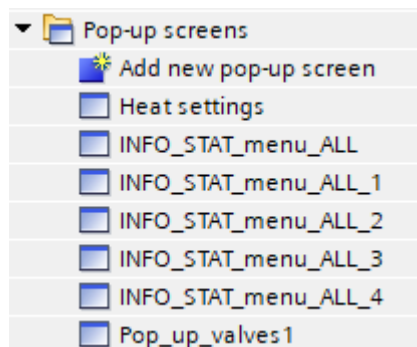 Pop-up screens
Add new pop-up screen
Heat settings
INFO_STAT_menu_ALL
INFO_STAT_menu_ALL_1
INFO_STAT_menu_ALL_2
INFO_STAT_menu_ALL_3
INFO_STAT_menu_ALL_4
Pop_up_valves1